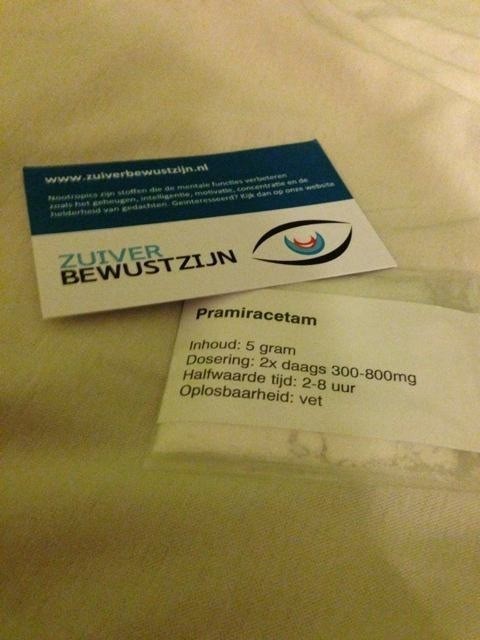 www.zuiverbewustzijn.nl
Nootropics zijn stoffen die de mentale functies verbeteren
zoals het geheugen, intelligentie, motivatie, concentratie en de
helderheid van gedachten. Geinteresseerd? Kijk dan op onze website
ZUIVER
BEWUSTZIJN
Pramiracetam
Inhoud: 5 gram
Dosering: 2x daags 300-800mg
Halfwaarde tijd: 2-8 uur
Oplosbaarheid: vet